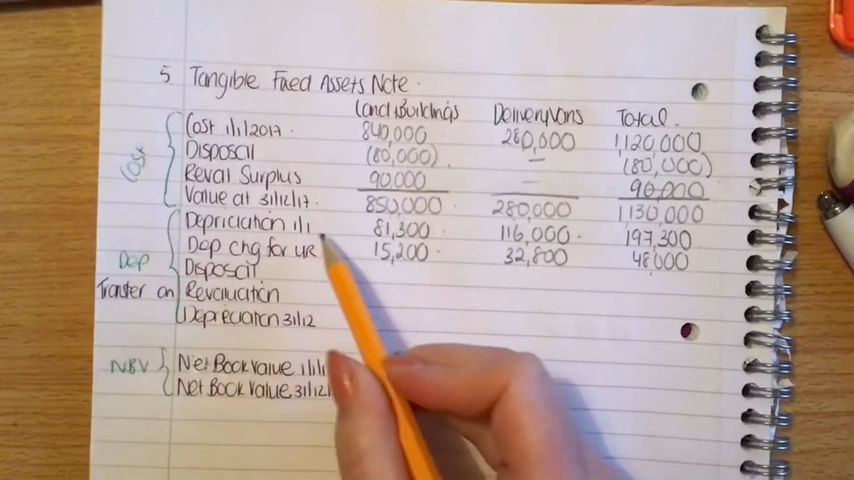 5 Tangible Fixed Assets Note.
Land+Buildings Delivery Vans Total.
Cost
Cost 1/1/2017. 840,000 280,000 1120,000
Disposal (80,000). — (80,000)
Reval Surplus 90,000 - 90,000
Value at 31/12/17. 850,000 280,000 1130,000
Depriciation 1/1 81,300 116,000. 197,300
Dep chg for UR 15,200. 32,800 48,000
Dep
Disposal
Transfer on Revaluation
Depreciation 31/12
NBV
Net Book Value 1/1/1
Net Book Value 31/12/1